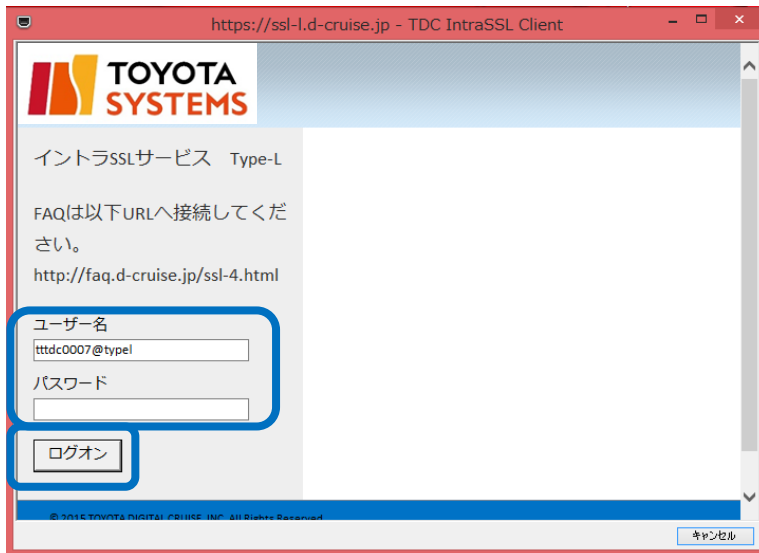 https://ssl-l.d-cruise.jp - TDC IntraSSL Client
TOYOTA
SYSTEMS
イントラSSLサービス　Type-L
FAQは以下URLへ接続してくだ
さい。
http://faq.d-cruise.jp/ssl-4.html
ユーザー名
tttdc0007@typel
パスワード
ログオン
© 2015 TOYOTA DIGITAL CRUISE, INC. All Rights Reserved
キャンセル